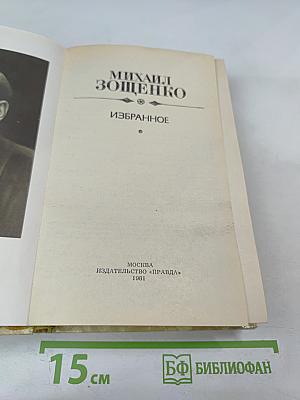 МИХАИЛ
ЗОЩЕНКО
ИЗБРАННОЕ
МОСКВА
ИЗДАТЕЛЬСТВО «ПРАВДА»
1981
15 см
БФ БИБЛИОФАН